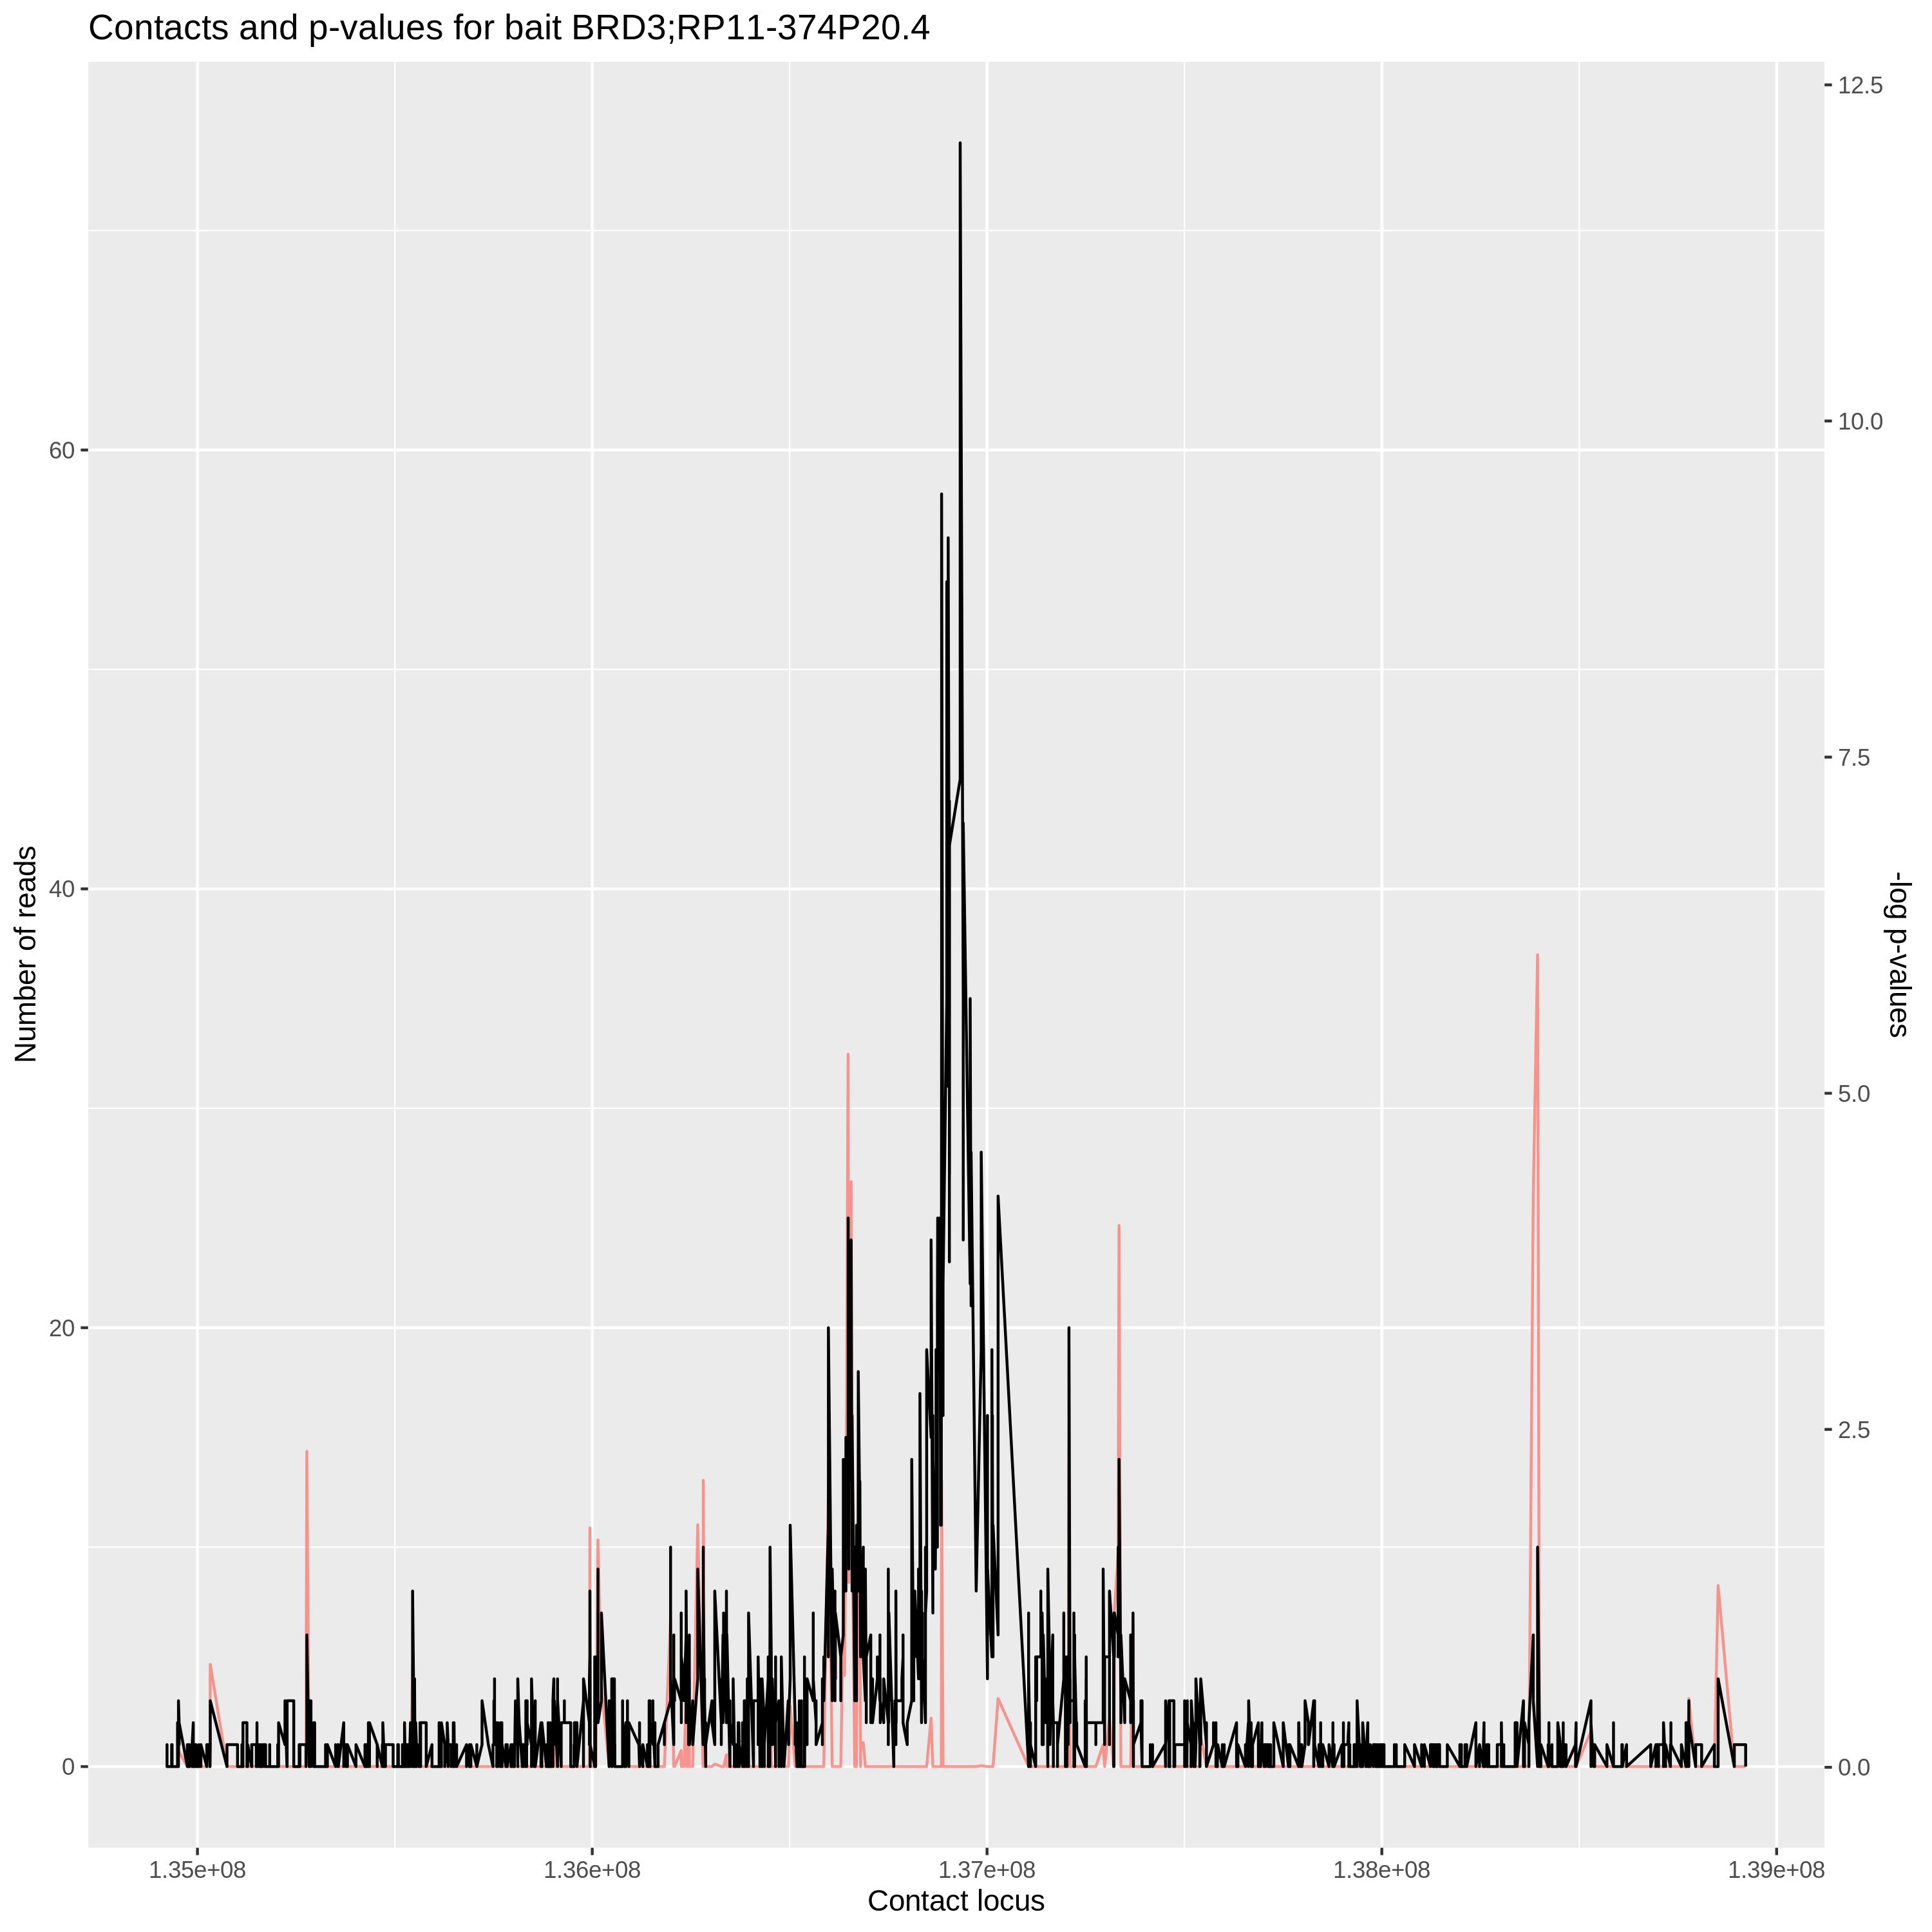 Contacts and p-values for bait BRD3;RP11-374P20.4
12.5
10.0
7.5
5.0
2.5
0.0
-log p-values
60
40
20
0
Number of reads
1.35e+08
1.36e+08
1.37e+08
1.38e+08
1.39e+08
Contact locus